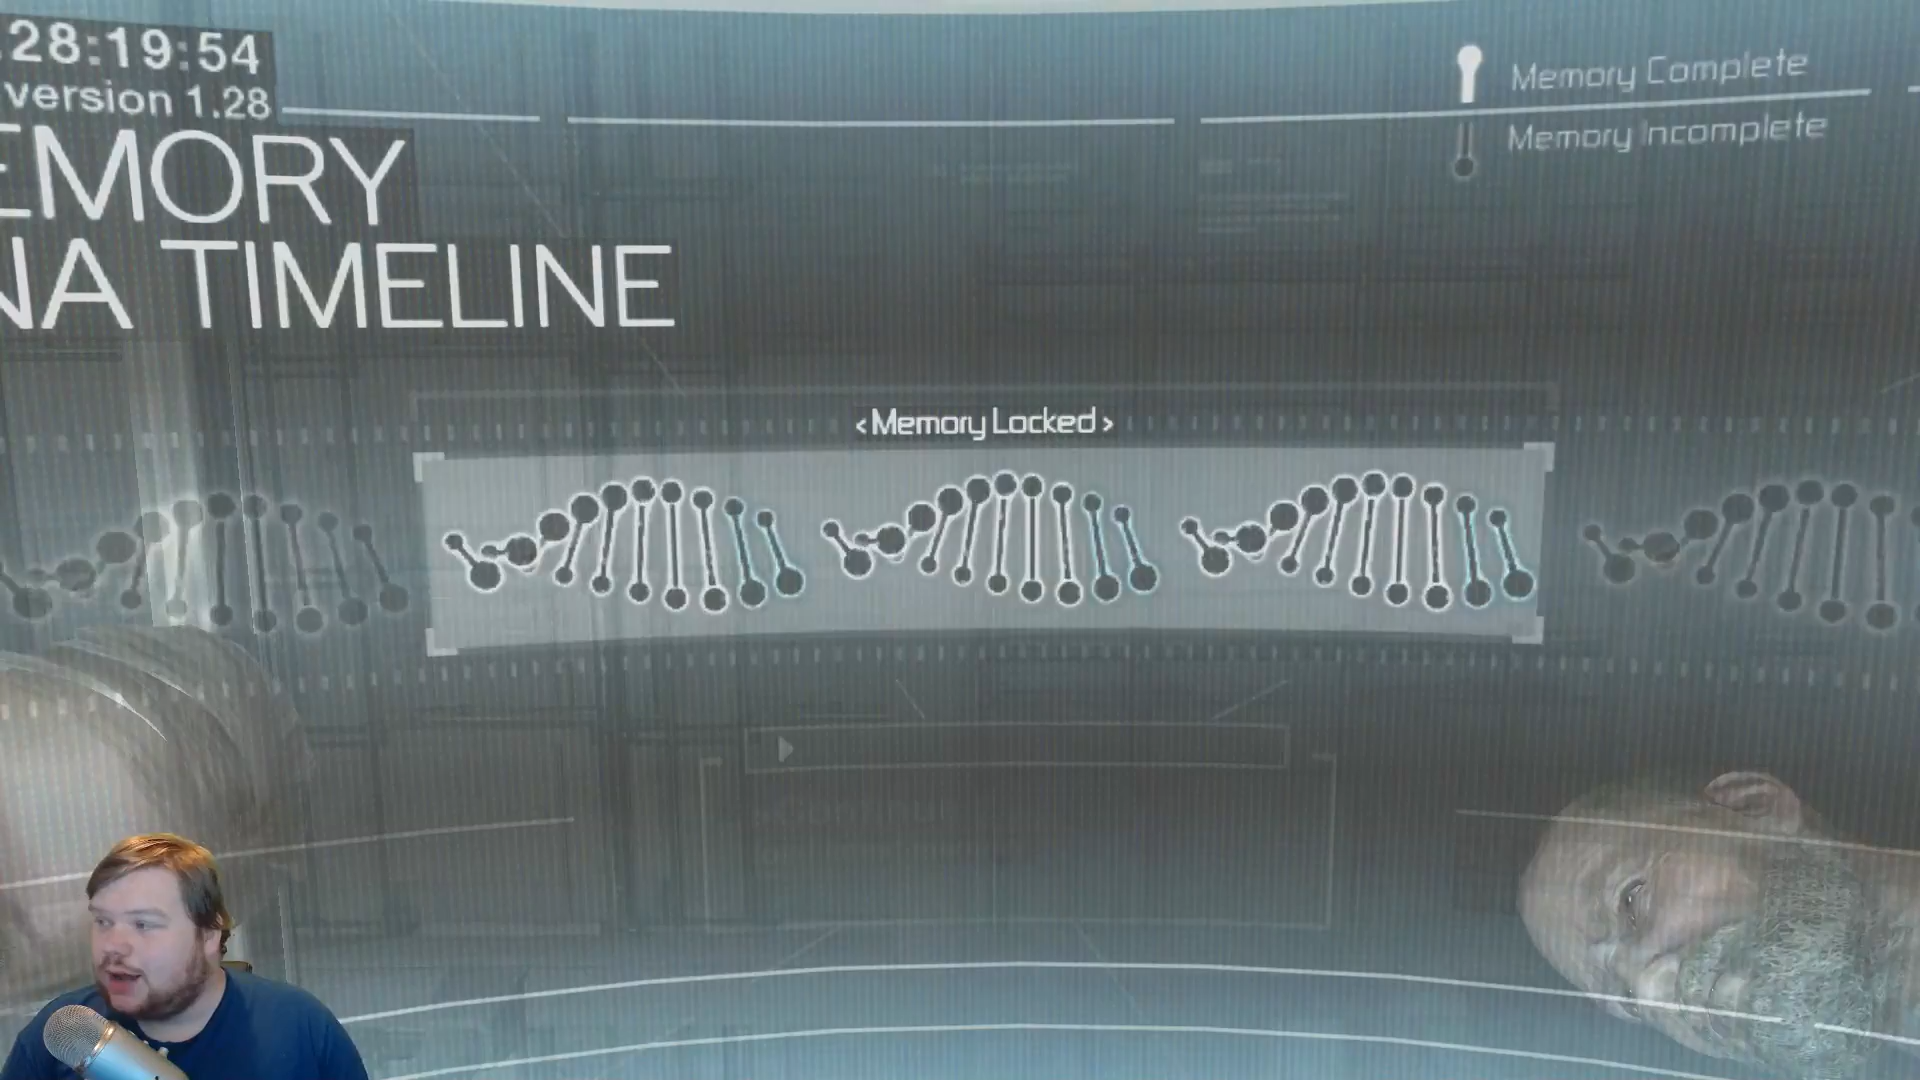 28:19:54
version 1.28
EMORY
NA TIMELINE
Memory Complete
Memory Incomplete
<Memory Locked>